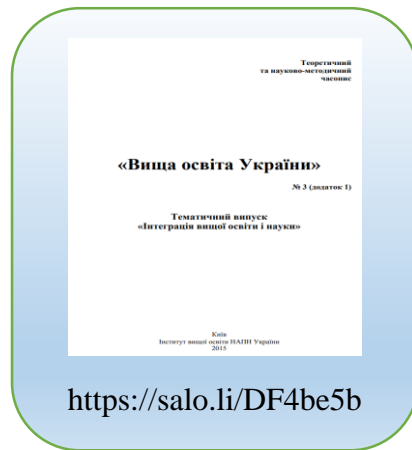 Теоретичний
та науково-методичний
часопис
«Вища освіта України»
№ 3 (додаток 1)
Тематичний випуск
«Інтеграція вищої освіти і науки»
Київ
Інститут вищої освіти НАПН України
2015
https://salo.li/DF4be5b